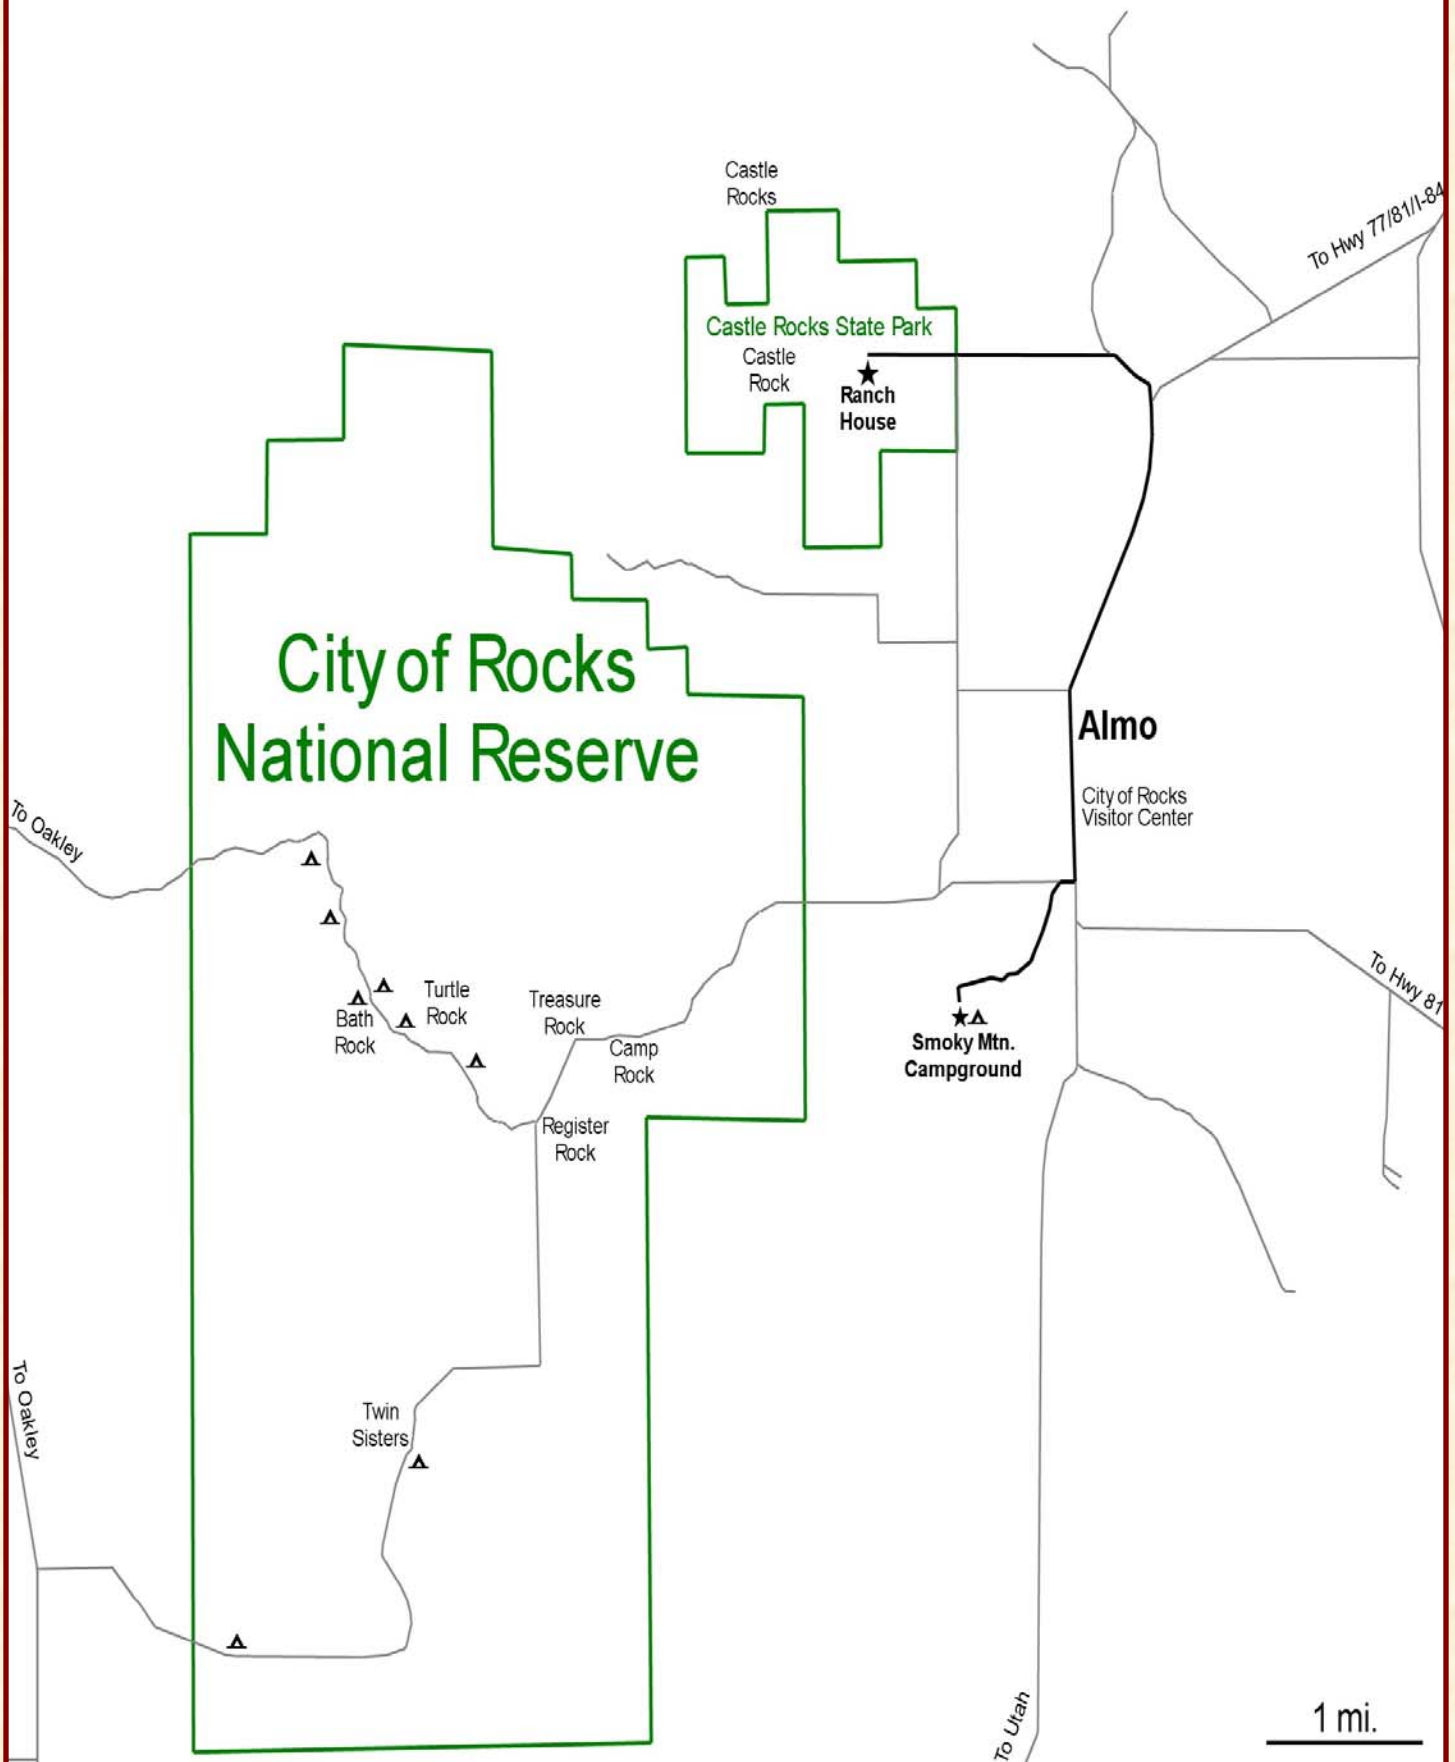 Castle
Rocks
To Hwy 77/81/I-84
Castle Rocks State Park
Castle
Rock
Ranch
House
City of Rocks
National Reserve
Almo
City of Rocks
Visitor Center
To Oakley
To Hwy 81
Turtle
Rock
Treasure
Rock
Bath
Rock
Camp
Rock
Smoky Mtn.
Campground
Register
Rock
To Oakley
Twin
Sisters
To Utah
1 mi.